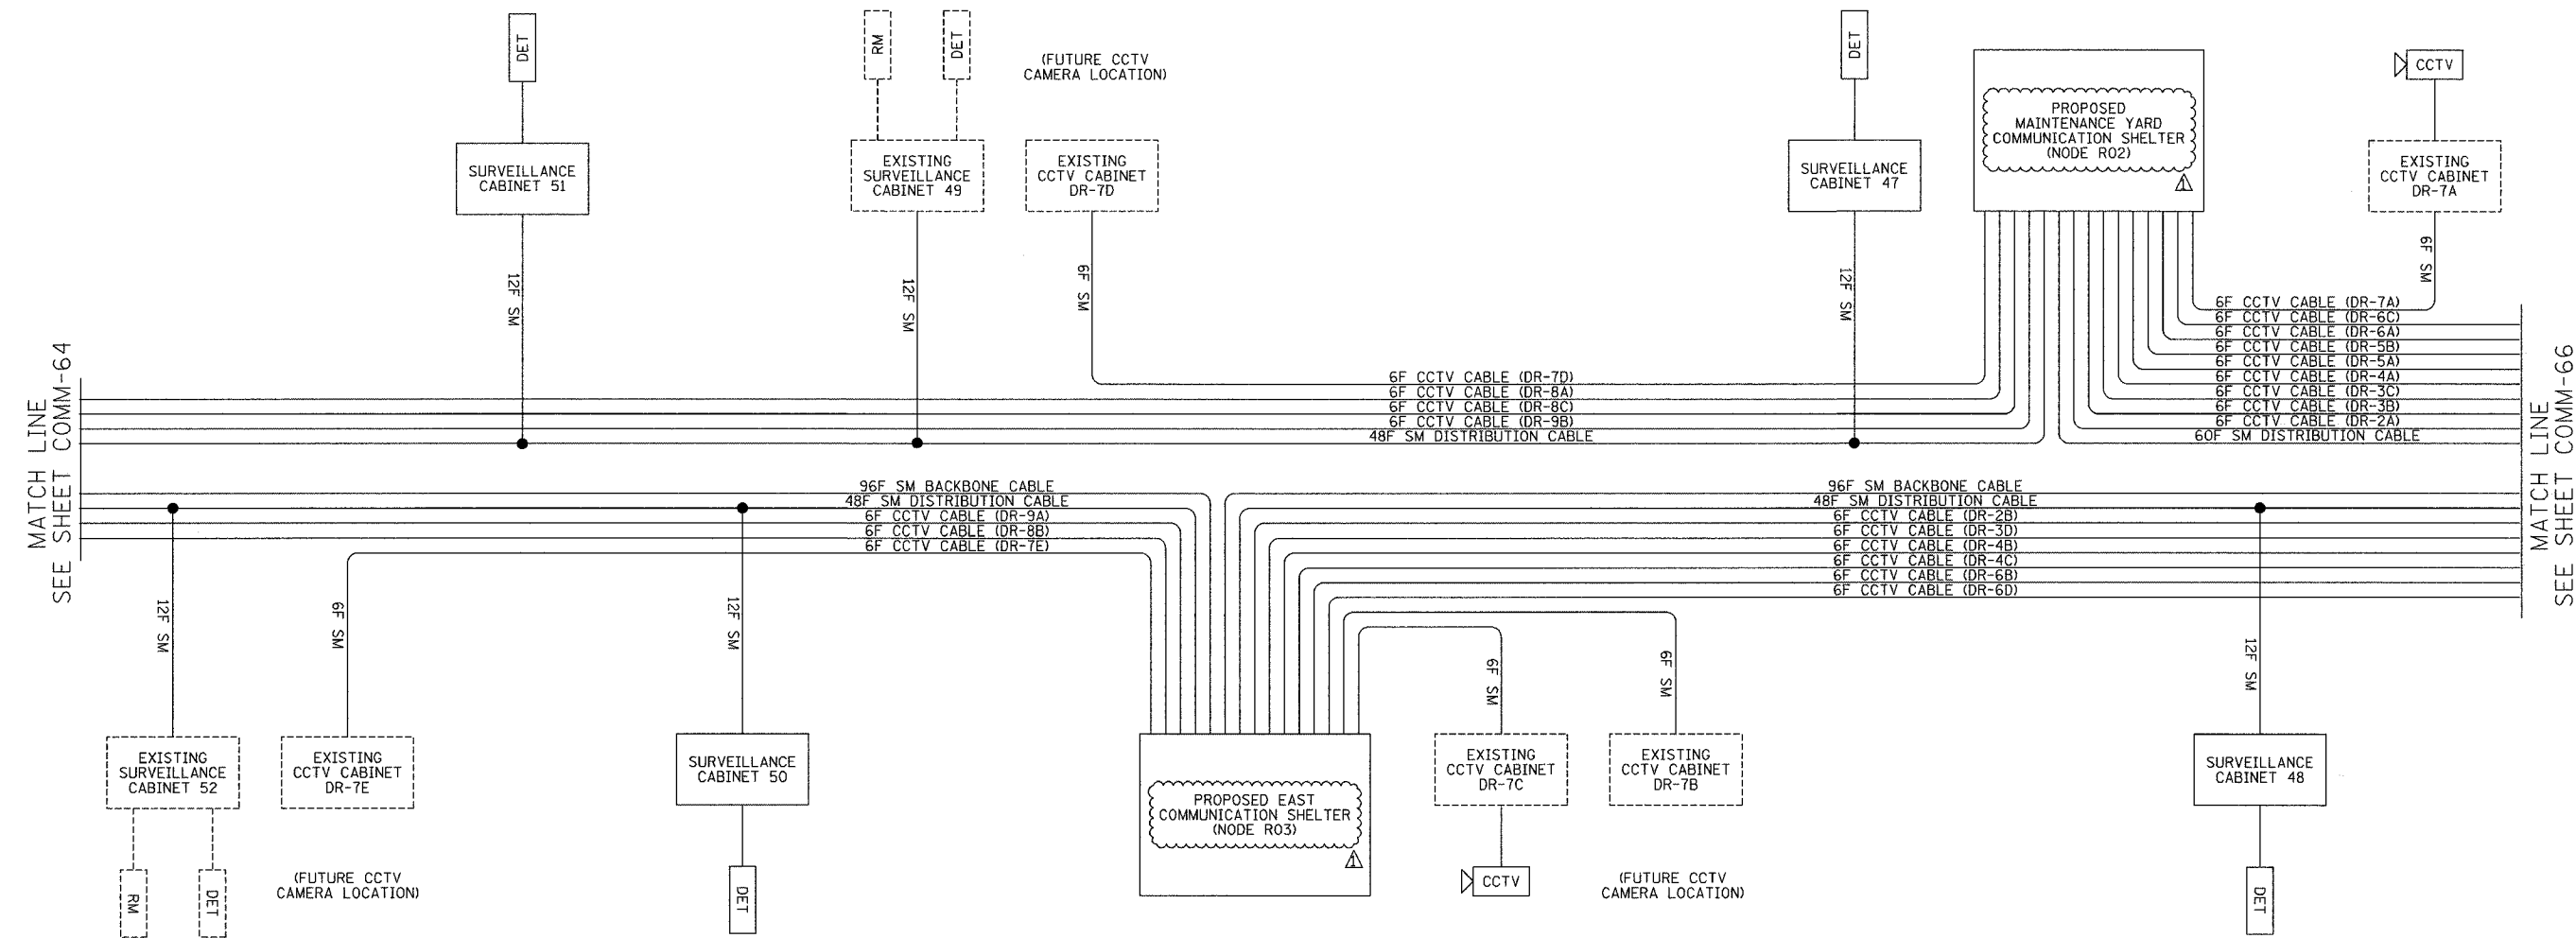 DET
RM
DET
(FUTURE CCTV
CAMERA LOCATION)
DET
CCTV
PROPOSED
MAINTENANCE YARD
COMMUNICATION SHELTER
(NODE R02)
1
SURVEILLANCE
CABINET 51
EXISTING
SURVEILLANCE
CABINET 49
EXISTING
CCTV CABINET
DR-7D
SURVEILLANCE
CABINET 47
EXISTING
CCTV CABINET
DR-7A
12F SM
12F SM
6F SM
12F SM
6F SM
6F CCTV CABLE (DR-7A)
6F CCTV CABLE (DR-6C)
6F CCTV CABLE (DR-6A)
6F CCTV CABLE (DR-5B)
6F CCTV CABLE (DR-5A)
6F CCTV CABLE (DR-4A)
6F CCTV CABLE (DR-3C)
6F CCTV CABLE (DR-3B)
6F CCTV CABLE (DR-2A)
60F SM DISTRIBUTION CABLE
6F CCTV CABLE (DR-7D)
6F CCTV CABLE (DR-8A)
6F CCTV CABLE (DR-8C)
6F CCTV CABLE (DR-9B)
48F SM DISTRIBUTION CABLE
MATCH LINE
SEE SHEET COMM-64
MATCH LINE
SEE SHEET COMM-66
96F SM BACKBONE CABLE
48F SM DISTRIBUTION CABLE
6F CCTV CABLE (DR-9A)
6F CCTV CABLE (DR-8B)
6F CCTV CABLE (DR-7E)
96F SM BACKBONE CABLE
48F SM DISTRIBUTION CABLE
6F CCTV CABLE (DR-2B)
6F CCTV CABLE (DR-3D)
6F CCTV CABLE (DR-4B)
6F CCTV CABLE (DR-4C)
6F CCTV CABLE (DR-6B)
6F CCTV CABLE (DR-6D)
12F SM
6F SM
12F SM
6F SM
6F SM
12F SM
EXISTING
SURVEILLANCE
CABINET 52
EXISTING
CCTV CABINET
DR-7E
SURVEILLANCE
CABINET 50
PROPOSED EAST
COMMUNICATION SHELTER
(NODE R03)
1
EXISTING
CCTV CABINET
DR-7C
EXISTING
CCTV CABINET
DR-7B
SURVEILLANCE
CABINET 48
RM
DET
(FUTURE CCTV
CAMERA LOCATION)
DET
CCTV
(FUTURE CCTV
CAMERA LOCATION)
DET